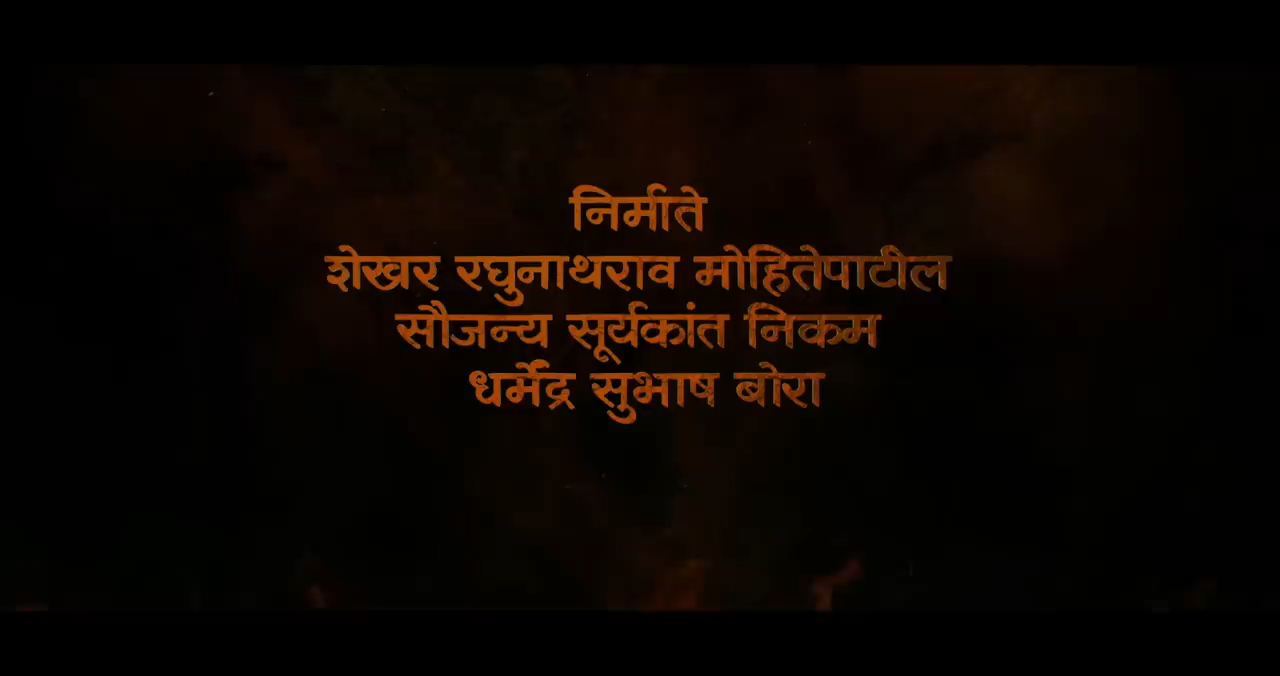 निर्माते
शेखर रघुनाथराव मोहितेपाटील
सौजन्य सूर्यकांत निकम
धर्मेंद्र सुभाष बोरा